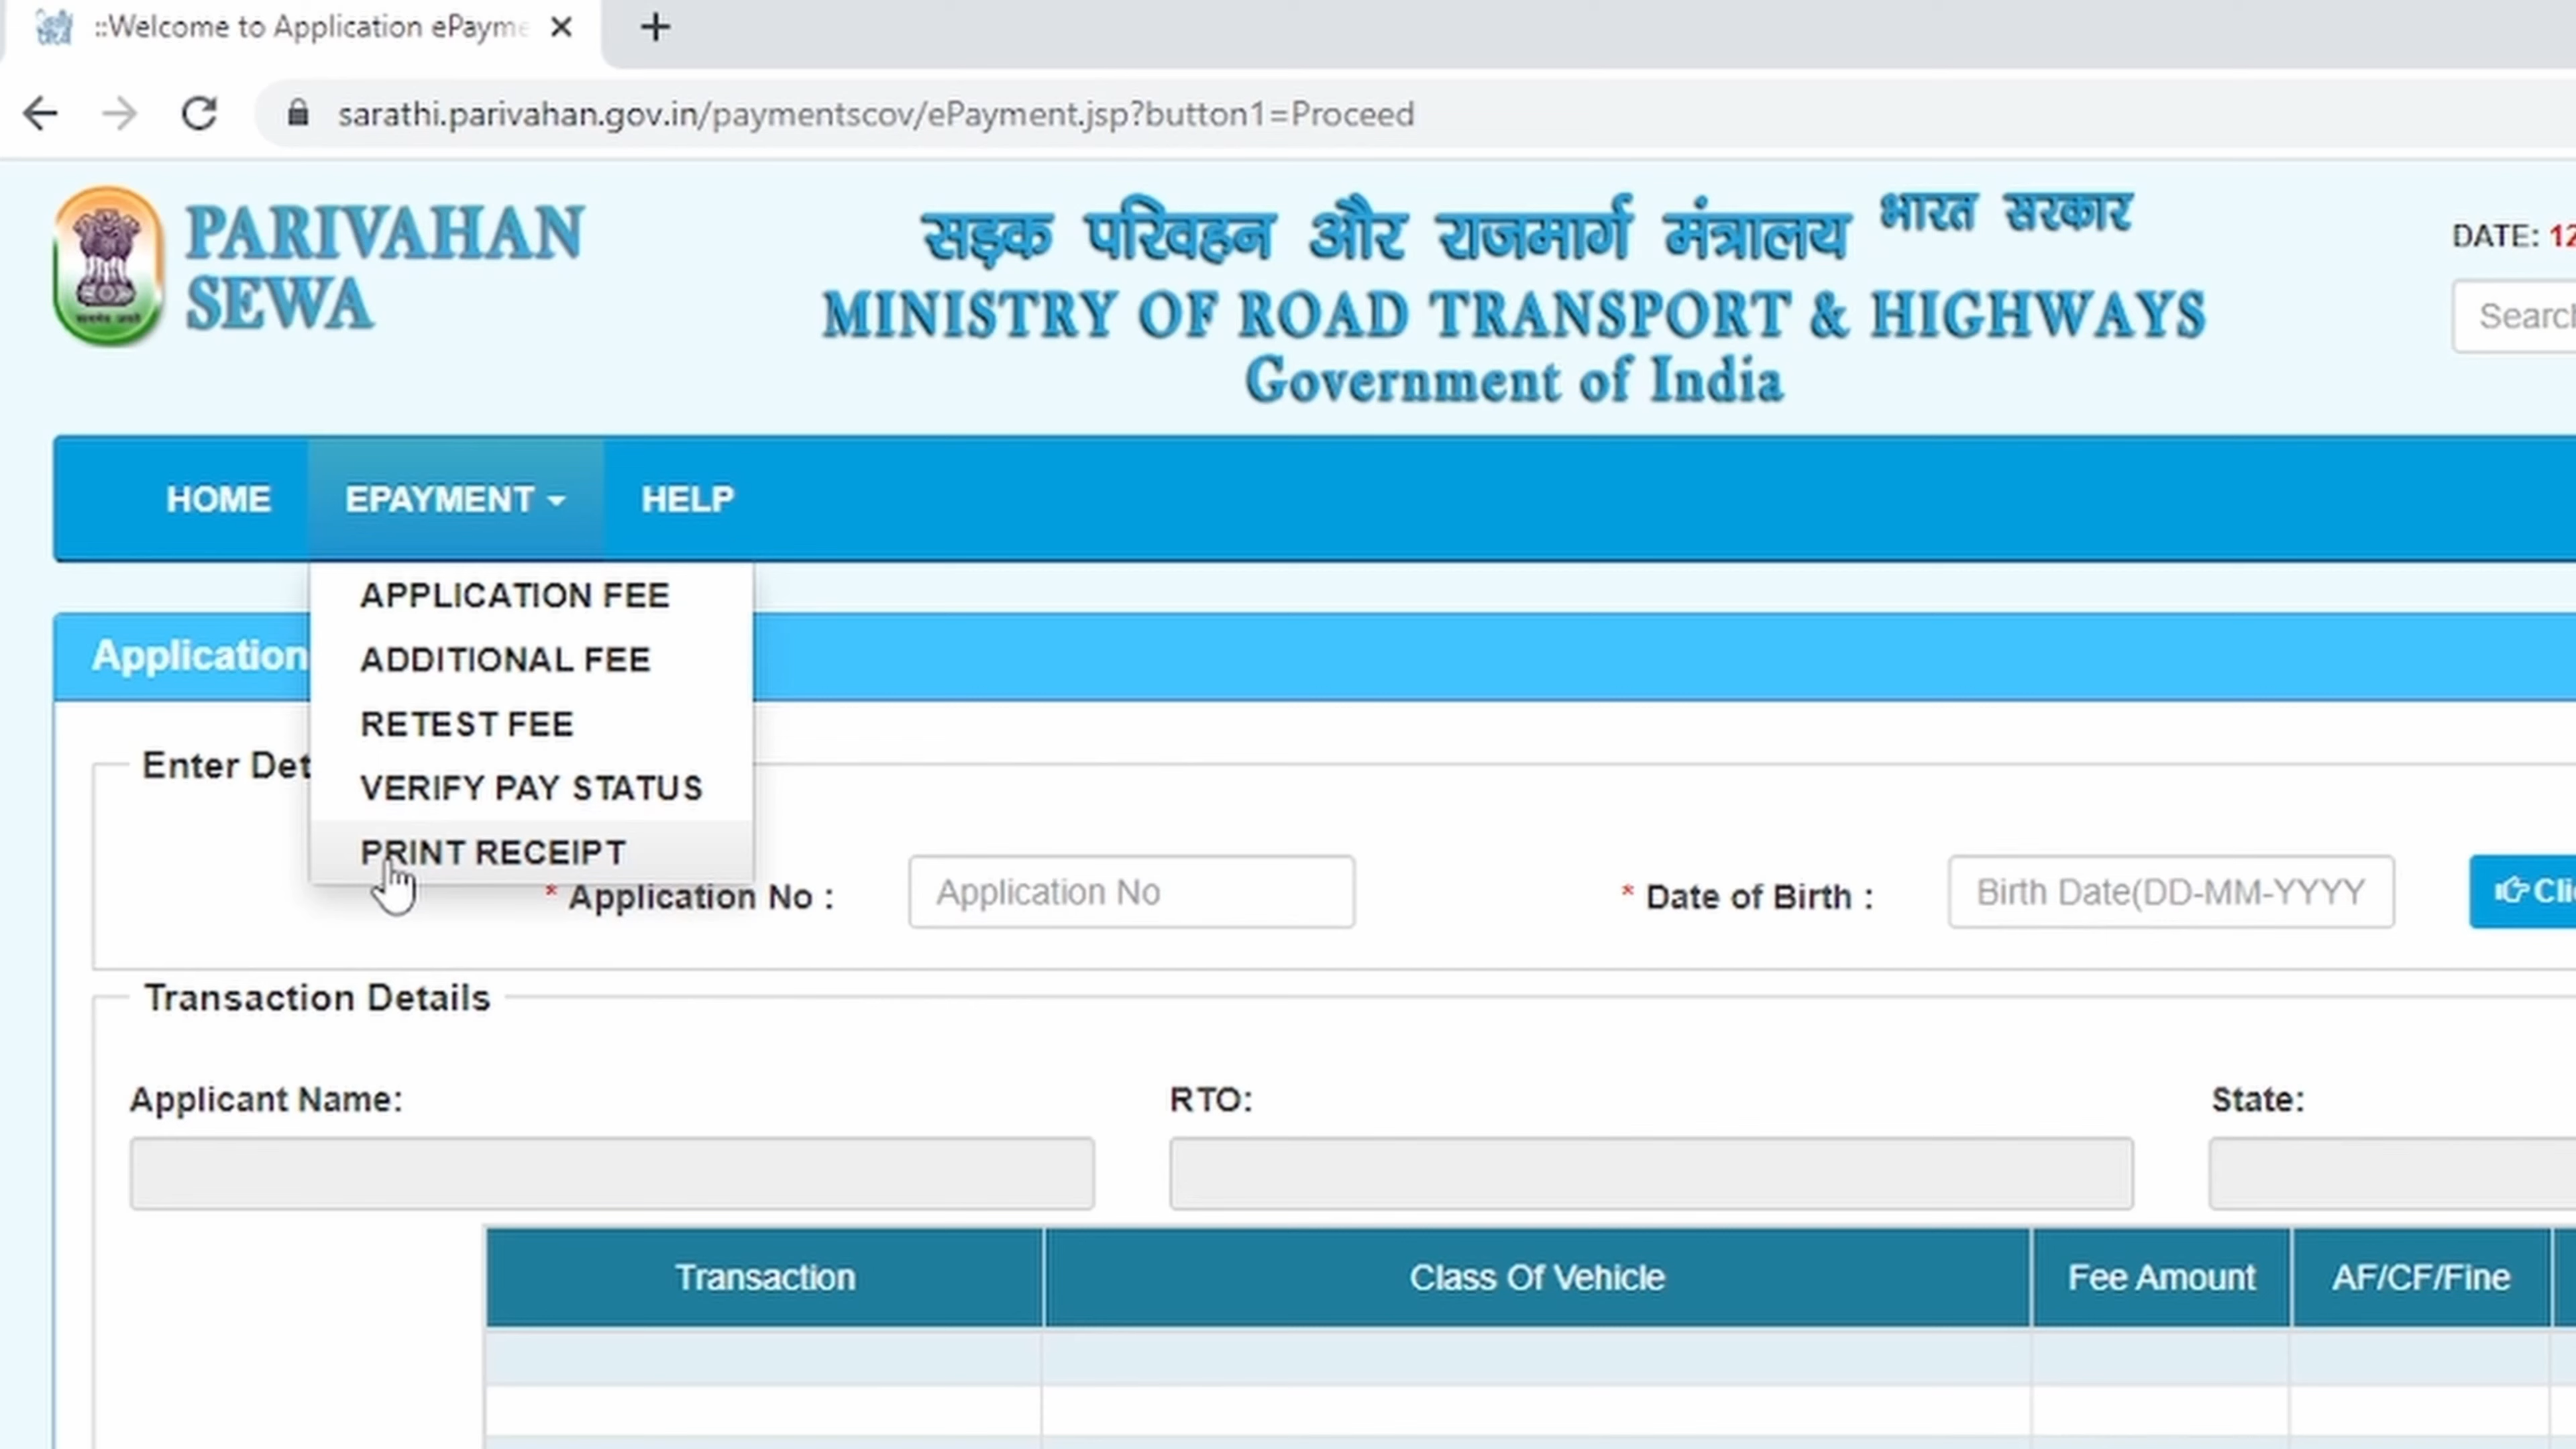 ::Welcome to Application ePayme
sarathi.parivahan.gov.in/paymentscov/ePayment.jsp?button1=Proceed
PARIVAHAN
SEWA
सड़क परिवहन और राजमार्ग मंत्रालय भारत सरकार
MINISTRY OF ROAD TRANSPORT & HIGHWAYS
Government of India
DATE: 12
Search
HOME EPAYMENT HELP
APPLICATION FEE
Application
ADDITIONAL FEE
RETEST FEE
Enter Det
VERIFY PAY STATUS
PRINT RECEIPT
* Application No : Application No * Date of Birth : Birth Date(DD-MM-YYYY Cli
Transaction Details
Applicant Name: RTO: State:
Transaction Class Of Vehicle Fee Amount AF/CF/Fine